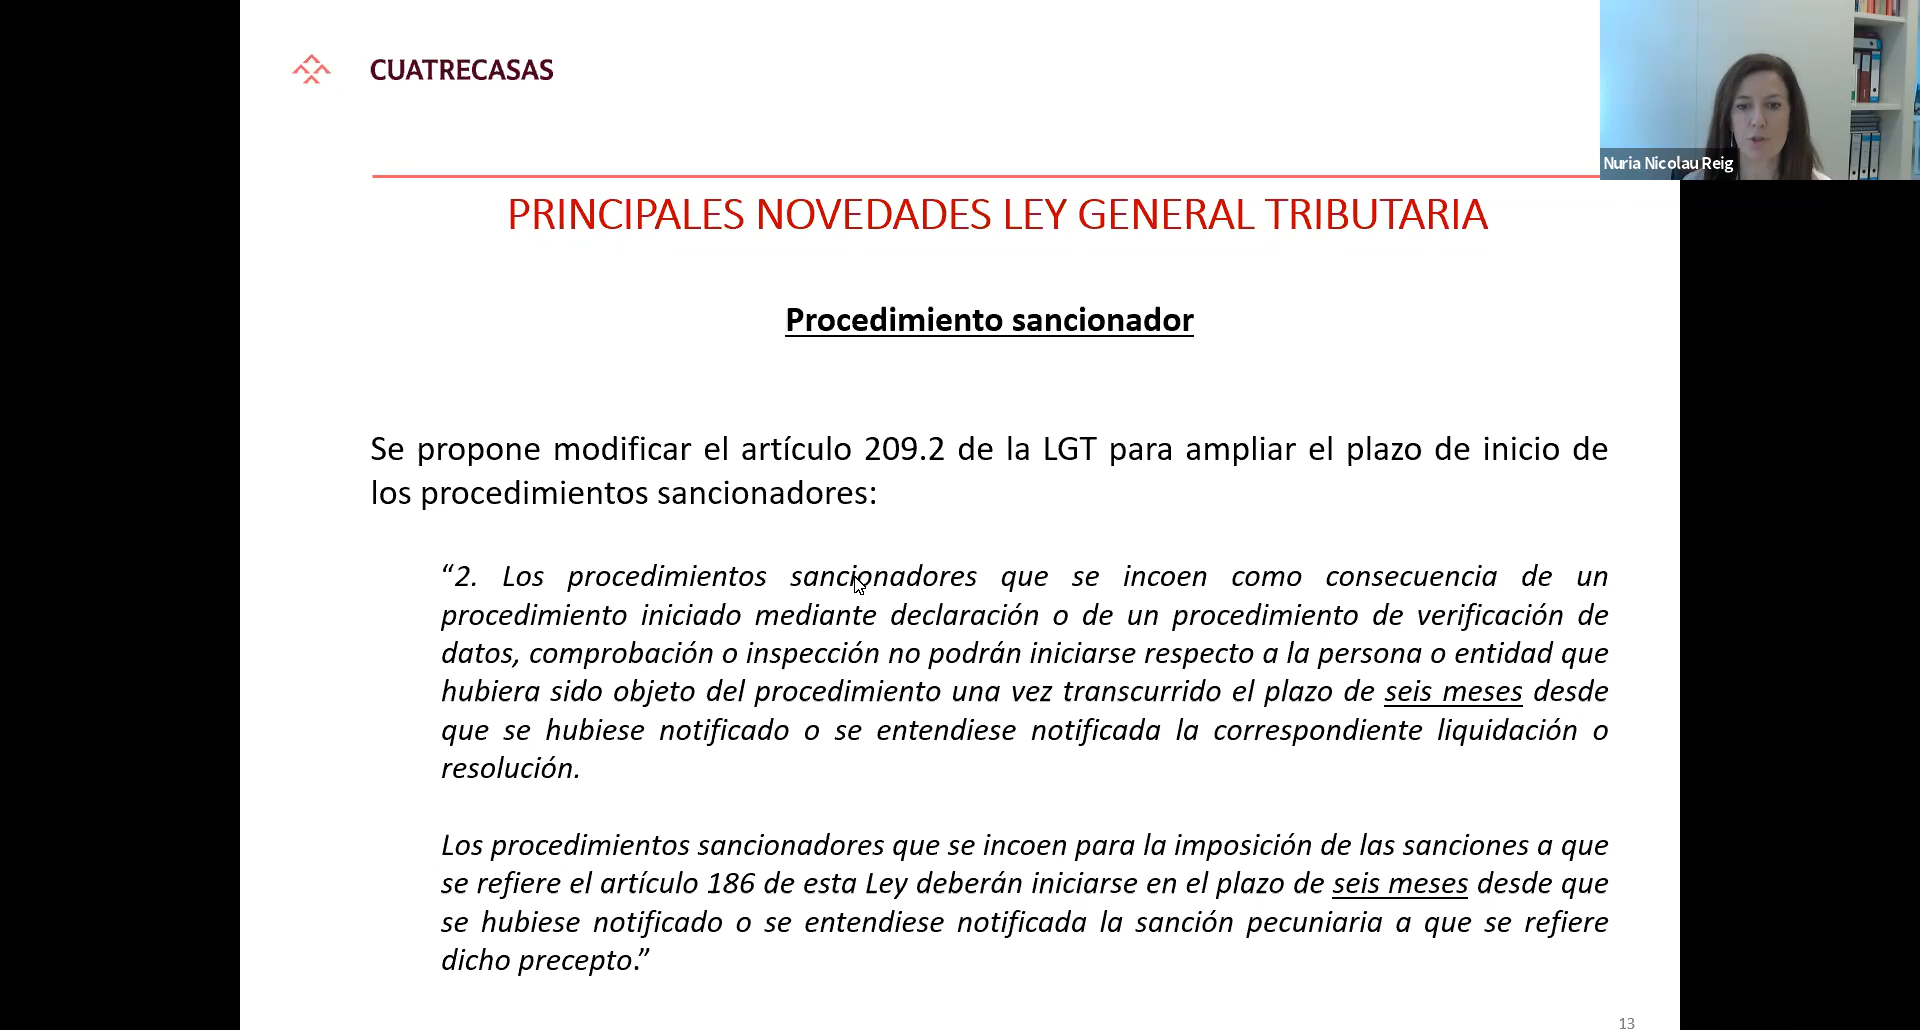 CUATRECASAS
Nuria Nicolau Reig
PRINCIPALES NOVEDADES LEY GENERAL TRIBUTARIA
Procedimiento sancionador
Se propone modificar el artículo 209.2 de la LGT para ampliar el plazo de inicio de
los procedimientos sancionadores:
“2. Los procedimientos sancionadores que se incoen como consecuencia de un
procedimiento iniciado mediante declaración o de un procedimiento de verificación de
datos, comprobación o inspección no podrán iniciarse respecto a la persona o entidad que
hubiera sido objeto del procedimiento una vez transcurrido el plazo de seis meses desde
que se hubiese notificado o se entendiese notificada la correspondiente liquidación o
resolución.
Los procedimientos sancionadores que se incoen para la imposición de las sanciones a que
se refiere el artículo 186 de esta Ley deberán iniciarse en el plazo de seis meses desde que
se hubiese notificado o se entendiese notificada la sanción pecuniaria a que se refiere
dicho precepto.”
13